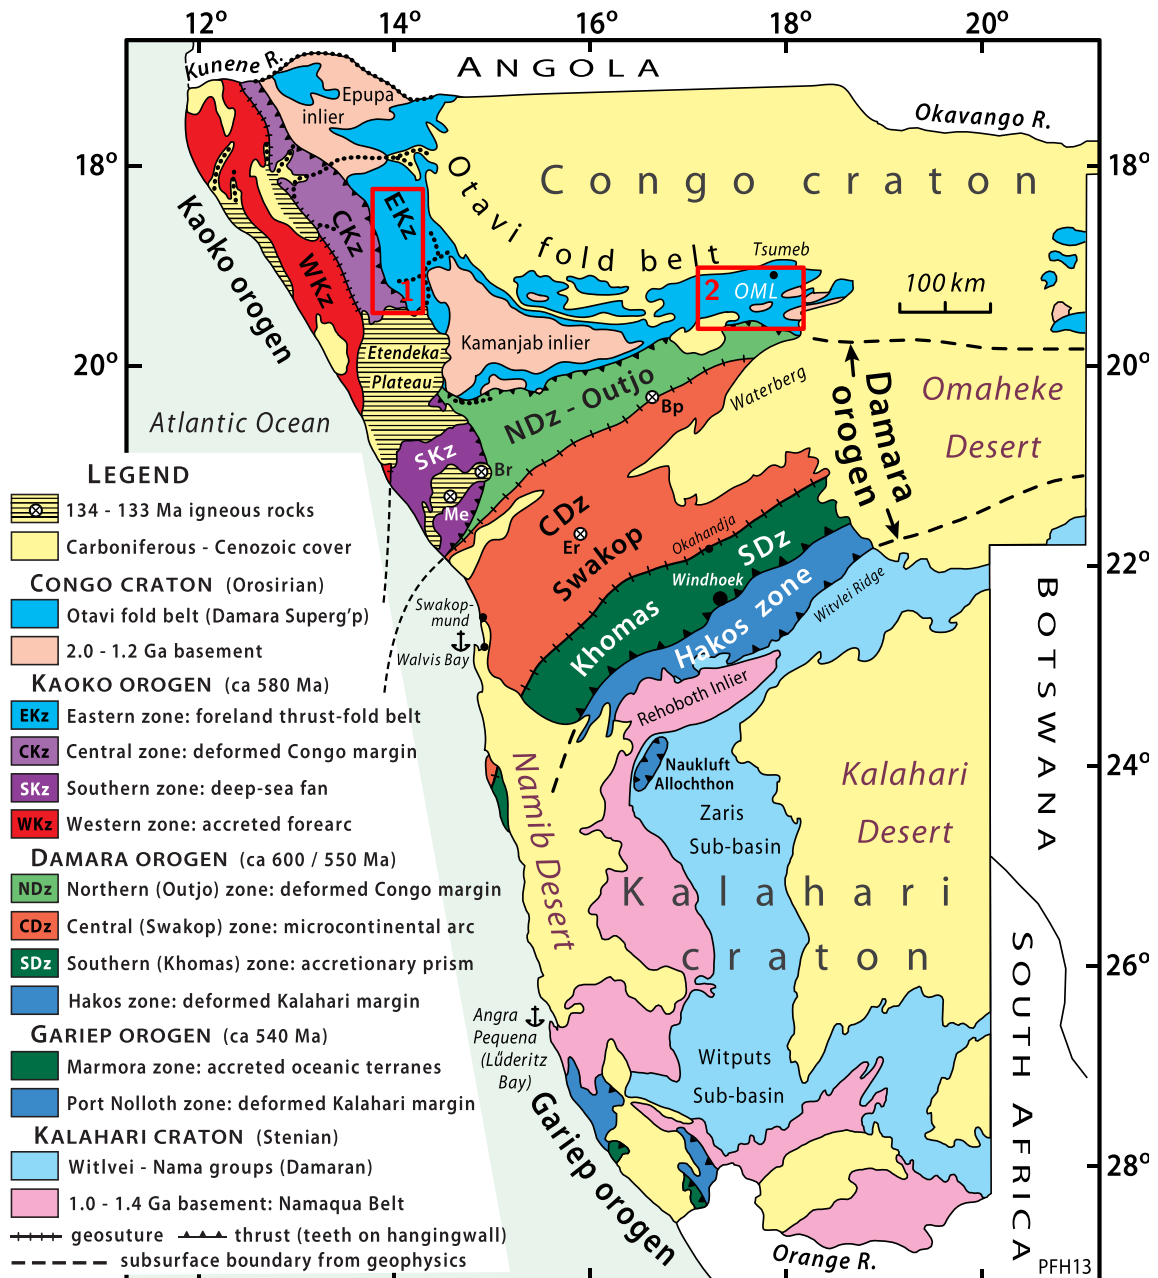 12º 14º 16º 18º 20º
Kunene R.
ANGOLA
Epupa
inlier
Okavango R.
18º
18º
Otavi fold belt
Congo craton
EKz
CKz
WKz
Kaoko orogen
Tsumeb
1
2
OML
100 km
Etendeka
Plateau
Kamanjab inlier
20º
20º
NDz - Outjo
Bp
Waterberg
Damara
orogen
Omaheke
Desert
Atlantic Ocean
SKz
Br
Me
CDz
Swakop
Er
Okahandja
SDz
Windhoek
Khomas
Hakos zone
Witvlei Ridge
22º
Swakop-
mund
Walvis Bay
Rehoboth Inlier
BOTSWANA
Naukluft
Allochthon
Zaris
Sub-basin
Namib Desert
Kalahari
Desert
24º
Kalahari
craton
26º
SOUTH AFRICA
Angra
Pequena
(Lűderitz
Bay)
Witputs
Sub-basin
Gariep orogen
28º
Orange R.
PFH13
LEGEND
134 - 133 Ma igneous rocks
Carboniferous - Cenozoic cover
CONGO CRATON (Orosirian)
Otavi fold belt (Damara Superg'p)
2.0 - 1.2 Ga basement
KAOKO OROGEN (ca 580 Ma)
EKz Eastern zone: foreland thrust-fold belt
CKz Central zone: deformed Congo margin
SKz Southern zone: deep-sea fan
WKz Western zone: accreted forearc
DAMARA OROGEN (ca 600 / 550 Ma)
NDz Northern (Outjo) zone: deformed Congo margin
CDz Central (Swakop) zone: microcontinental arc
SDz Southern (Khomas) zone: accretionary prism
Hakos zone: deformed Kalahari margin
GARIEP OROGEN (ca 540 Ma)
Marmora zone: accreted oceanic terranes
Port Nolloth zone: deformed Kalahari margin
KALAHARI CRATON (Stenian)
Witlvei - Nama groups (Damaran)
1.0 - 1.4 Ga basement: Namaqua Belt
geosuture thrust (teeth on hangingwall)
subsurface boundary from geophysics